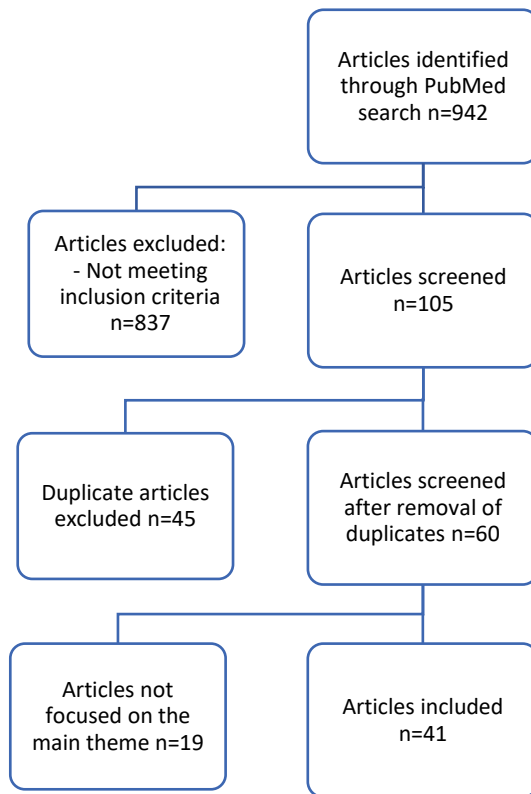 Articles identified
through PubMed
search n=942
Articles excluded:
- Not meeting
inclusion criteria
n=837
Articles screened
n=105
Duplicate articles
excluded n=45
Articles screened
after removal of
duplicates n=60
Articles not
focused on the
main theme n=19
Articles included
n=41